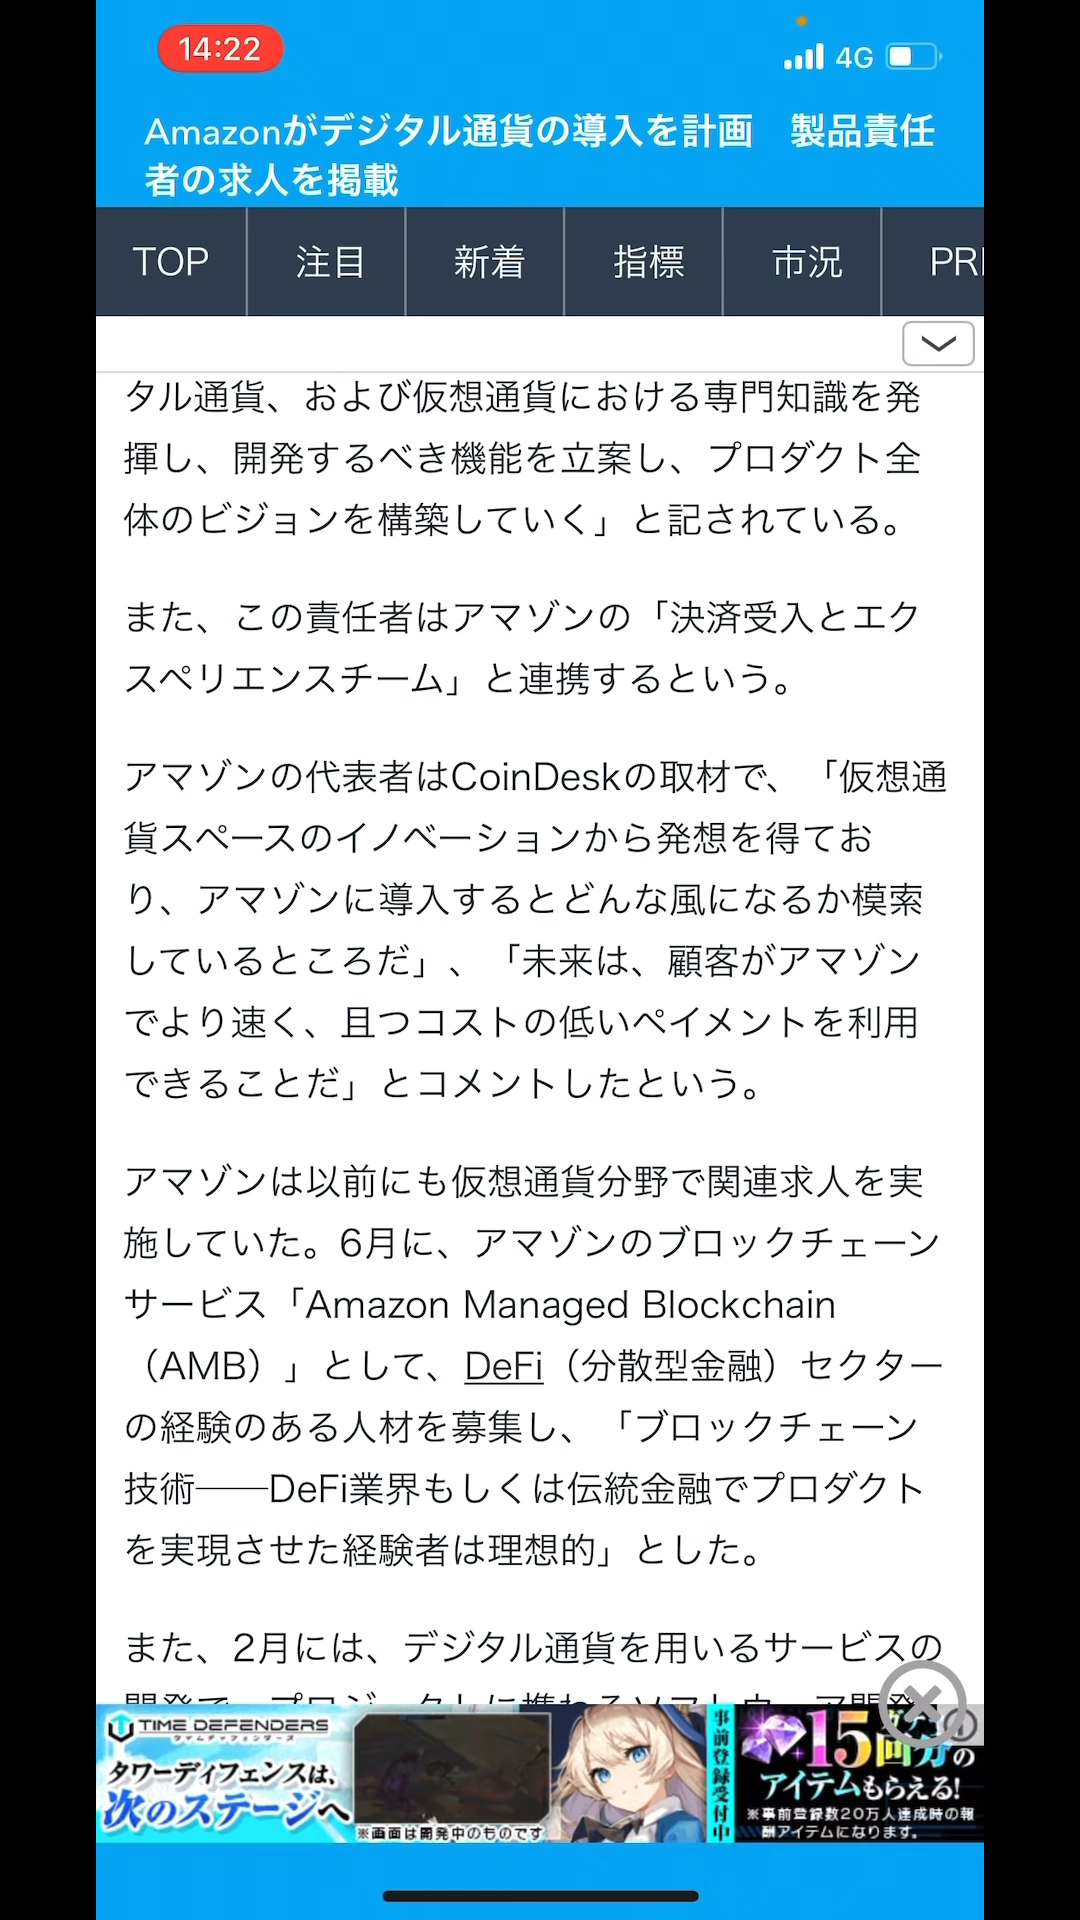 14:22
4G
Amazonがデジタル通貨の導入を計画　製品責任
者の求人を掲載
TOP 注目 新着 指標 市況
タル通貨、および仮想通貨における専門知識を発
揮し、開発するべき機能を立案し、プロダクト全
体のビジョンを構築していく」と記されている。
また、この責任者はアマゾンの「決済受入とエク
スペリエンスチーム」と連携するという。
アマゾンの代表者はCoinDeskの取材で、「仮想通
貨スペースのイノベーションから発想を得てお
り、アマゾンに導入するとどんな風になるか模索
しているところだ」、「未来は、顧客がアマゾン
でより速く、且つコストの低いペイメントを利用
できることだ」とコメントしたという。
アマゾンは以前にも仮想通貨分野で関連求人を実
施していた。6月に、アマゾンのブロックチェーン
サービス「Amazon Managed Blockchain
（AMB）」として、DeFi（分散型金融）セクター
の経験のある人材を募集し、「ブロックチェーン
技術──DeFi業界もしくは伝統金融でプロダクト
を実現させた経験者は理想的」とした。
また、2月には、デジタル通貨を用いるサービスの
TIME DEFENDERS
タイムディフェンダーズ
タワーディフェンスは、
次のステージへ
※画面は開発中のものです
事前登録受付中
15回分の
アイテムもらえる!
※事前登録数20万人達成時の報
酬アイテムになります。